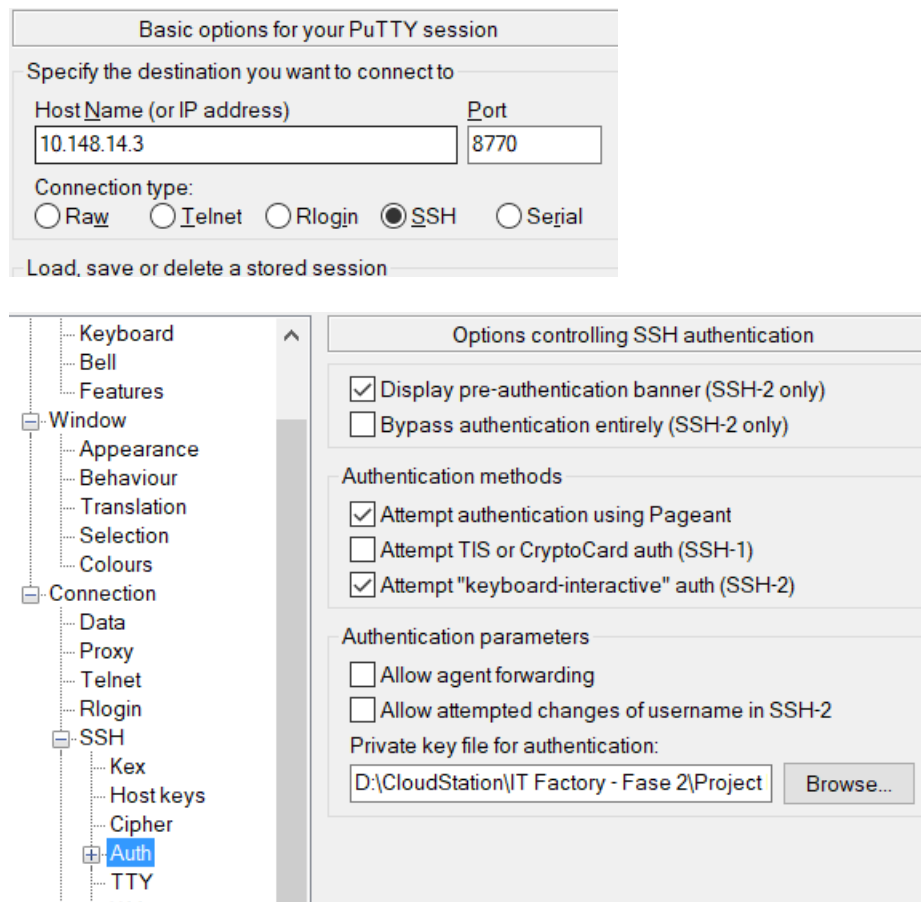 Basic options for your PuTTY session
Specify the destination you want to connect to
Host Name (or IP address) Port
10.148.14.3 8770
Connection type:
Raw Telnet Rlogin SSH Serial
Load, save or delete a stored session
Keyboard
Bell
Features
Window
Appearance
Behaviour
Translation
Selection
Colours
Connection
Data
Proxy
Telnet
Rlogin
SSH
Kex
Host keys
Cipher
Auth
TTY
Options controlling SSH authentication
Display pre-authentication banner (SSH-2 only)
Bypass authentication entirely (SSH-2 only)
Authentication methods
Attempt authentication using Pageant
Attempt TIS or CryptoCard auth (SSH-1)
Attempt "keyboard-interactive" auth (SSH-2)
Authentication parameters
Allow agent forwarding
Allow attempted changes of username in SSH-2
Private key file for authentication:
D:\CloudStation\IT Factory - Fase 2\Project Browse...